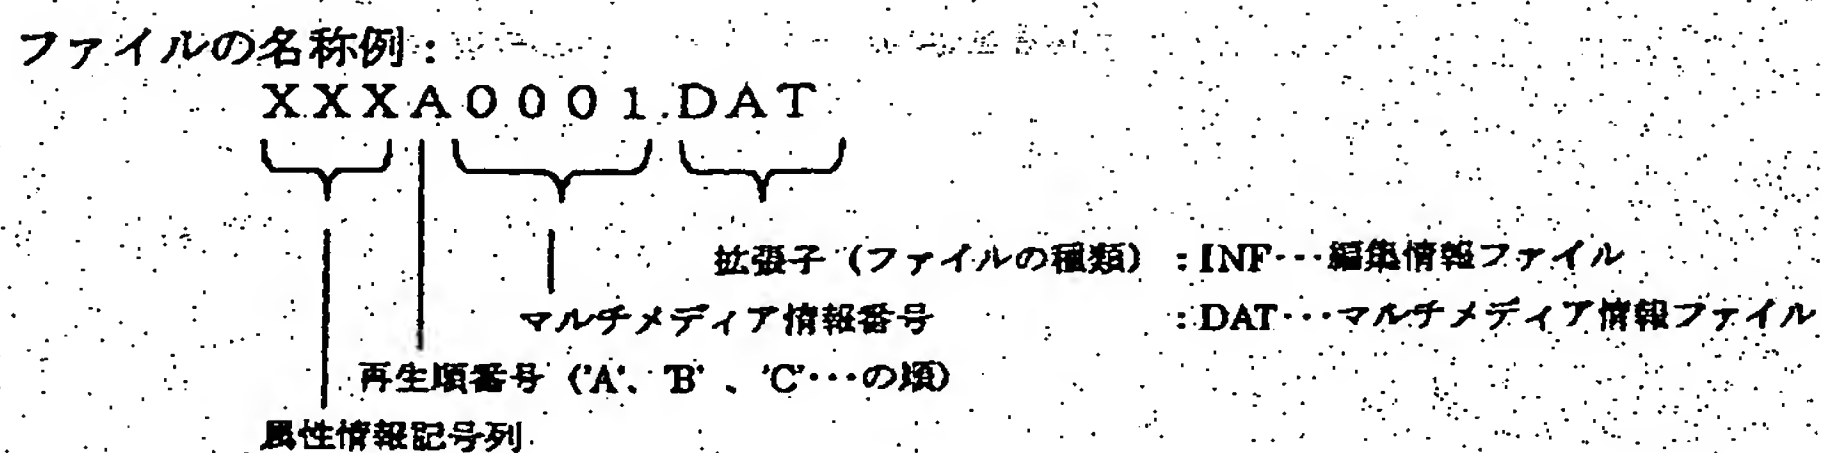 ファイルの名称例：
XXXA0001.DAT
拡張子（ファイルの種類）：INF･･･編集情報ファイル
マルチメディア情報番号 ：DAT･･･マルチメディア情報ファイル
再生順番号（'A'、'B'、'C'･･･の順）
属性情報記号列